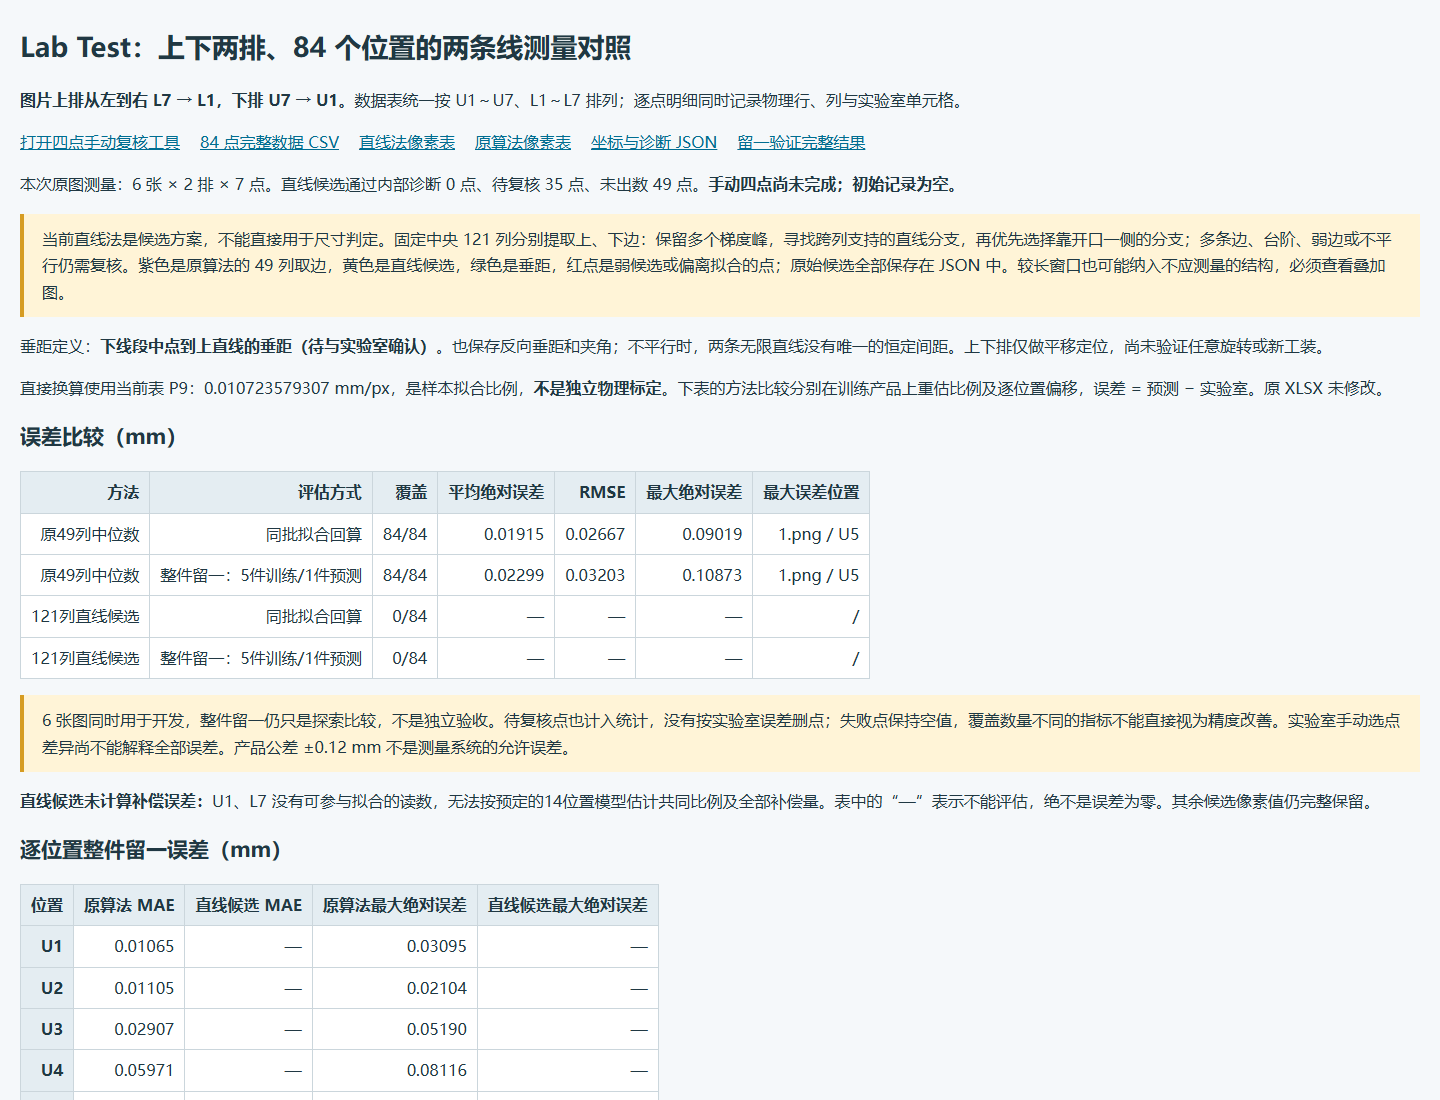 Lab Test：上下两排、84 个位置的两条线测量对照
图片上排从左到右 L7 → L1，下排 U7 → U1。数据表统一按 U1～U7、L1～L7 排列；逐点明细同时记录物理行、列与实验室单元格。
打开四点手动复核工具 84 点完整数据 CSV 直线法像素表 原算法像素表 坐标与诊断 JSON 留一验证完整结果
本次原图测量：6 张 × 2 排 × 7 点。直线候选通过内部诊断 0 点、待复核 35 点、未出数 49 点。手动四点尚未完成；初始记录为空。
当前直线法是候选方案，不能直接用于尺寸判定。固定中央 121 列分别提取上、下边：保留多个梯度峰，寻找跨列支持的直线分支，再优先选择靠开口一侧的分支；多条边、台阶、弱边或不平
行仍需复核。紫色是原算法的 49 列取边，黄色是直线候选，绿色是垂距，红点是弱候选或偏离拟合的点；原始候选全部保存在 JSON 中。较长窗口也可能纳入不应测量的结构，必须查看叠加
图。
垂距定义：下线段中点到上直线的垂距（待与实验室确认）。也保存反向垂距和夹角；不平行时，两条无限直线没有唯一的恒定间距。上下排仅做平移定位，尚未验证任意旋转或新工装。
直接换算使用当前表 P9：0.010723579307 mm/px，是样本拟合比例，不是独立物理标定。下表的方法比较分别在训练产品上重估比例及逐位置偏移，误差 = 预测 − 实验室。原 XLSX 未修改。
误差比较（mm）
方法 评估方式 覆盖 平均绝对误差 RMSE 最大绝对误差 最大误差位置
原49列中位数 同批拟合回算 84/84 0.01915 0.02667 0.09019 1.png / U5
原49列中位数 整件留一：5件训练/1件预测 84/84 0.02299 0.03203 0.10873 1.png / U5
121列直线候选 同批拟合回算 0/84 — — — /
121列直线候选 整件留一：5件训练/1件预测 0/84 — — — /
6 张图同时用于开发，整件留一仍只是探索比较，不是独立验收。待复核点也计入统计，没有按实验室误差删点；失败点保持空值，覆盖数量不同的指标不能直接视为精度改善。实验室手动选点
差异尚不能解释全部误差。产品公差 ±0.12 mm 不是测量系统的允许误差。
直线候选未计算补偿误差：U1、L7 没有可参与拟合的读数，无法按预定的14位置模型估计共同比例及全部补偿量。表中的“—”表示不能评估，绝不是误差为零。其余候选像素值仍完整保留。
逐位置整件留一误差（mm）
位置 原算法 MAE 直线候选 MAE 原算法最大绝对误差 直线候选最大绝对误差
U1 0.01065 — 0.03095 —
U2 0.01105 — 0.02104 —
U3 0.02907 — 0.05190 —
U4 0.05971 — 0.08116 —